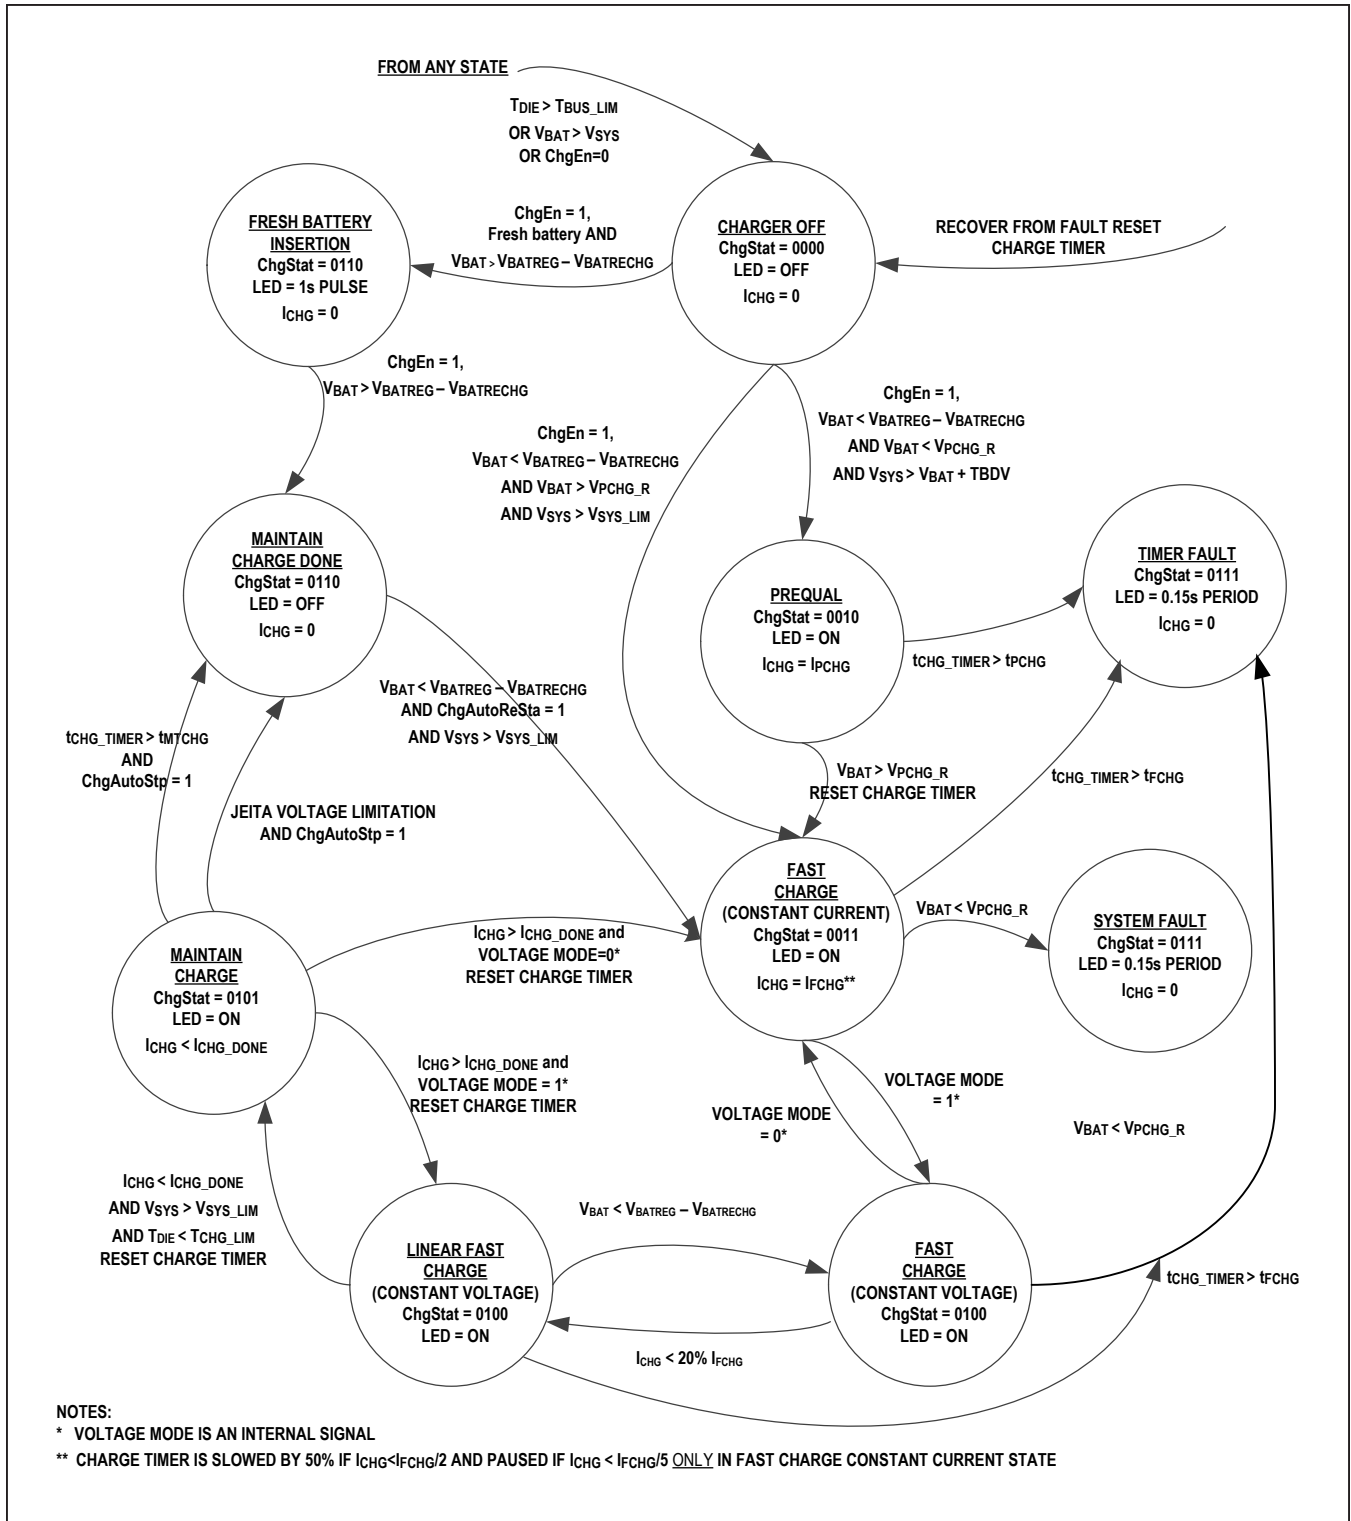 FROM ANY STATE
TDIE > TBUS_LIM
OR VBAT > VSYS
OR ChgEn=0
FRESH BATTERY
INSERTION
ChgStat = 0110
LED = 1s PULSE
ICHG = 0
ChgEn = 1,
Fresh battery AND
VBAT > VBATREG – VBATRECHG
CHARGER OFF
ChgStat = 0000
LED = OFF
ICHG = 0
RECOVER FROM FAULT RESET
CHARGE TIMER
ChgEn = 1,
VBAT > VBATREG – VBATRECHG
ChgEn = 1,
VBAT < VBATREG – VBATRECHG
AND VBAT > VPCHG_R
AND VSYS > VSYS_LIM
ChgEn = 1,
VBAT < VBATREG – VBATRECHG
AND VBAT < VPCHG_R
AND VSYS > VBAT + TBDV
MAINTAIN
CHARGE DONE
ChgStat = 0110
LED = OFF
ICHG = 0
PREQUAL
ChgStat = 0010
LED = ON
ICHG = IPCHG
TIMER FAULT
ChgStat = 0111
LED = 0.15s PERIOD
ICHG = 0
tCHG_TIMER > tPCHG
VBAT < VBATREG – VBATRECHG
AND ChgAutoReSta = 1
AND VSYS > VSYS_LIM
tCHG_TIMER > tMTCHG
AND
ChgAutoStp = 1
JEITA VOLTAGE LIMITATION
AND ChgAutoStp = 1
VBAT > VPCHG_R
RESET CHARGE TIMER
tCHG_TIMER > tFCHG
FAST
CHARGE
(CONSTANT CURRENT)
ChgStat = 0011
LED = ON
ICHG = IFCHG**
VBAT < VPCHG_R
SYSTEM FAULT
ChgStat = 0111
LED = 0.15s PERIOD
ICHG = 0
MAINTAIN
CHARGE
ChgStat = 0101
LED = ON
ICHG < ICHG_DONE
ICHG > ICHG_DONE and
VOLTAGE MODE=0*
RESET CHARGE TIMER
ICHG > ICHG_DONE and
VOLTAGE MODE = 1*
RESET CHARGE TIMER
VOLTAGE MODE
= 0*
VOLTAGE MODE
= 1*
VBAT < VPCHG_R
ICHG < ICHG_DONE
AND VSYS > VSYS_LIM
AND TDIE < TCHG_LIM
RESET CHARGE TIMER
VBAT < VBATREG – VBATRECHG
LINEAR FAST
CHARGE
(CONSTANT VOLTAGE)
ChgStat = 0100
LED = ON
FAST
CHARGE
(CONSTANT VOLTAGE)
ChgStat = 0100
LED = ON
tCHG_TIMER > tFCHG
ICHG < 20% IFCHG
NOTES:
* VOLTAGE MODE IS AN INTERNAL SIGNAL
** CHARGE TIMER IS SLOWED BY 50% IF ICHG<IFCHG/2 AND PAUSED IF ICHG < IFCHG/5 ONLY IN FAST CHARGE CONSTANT CURRENT STATE